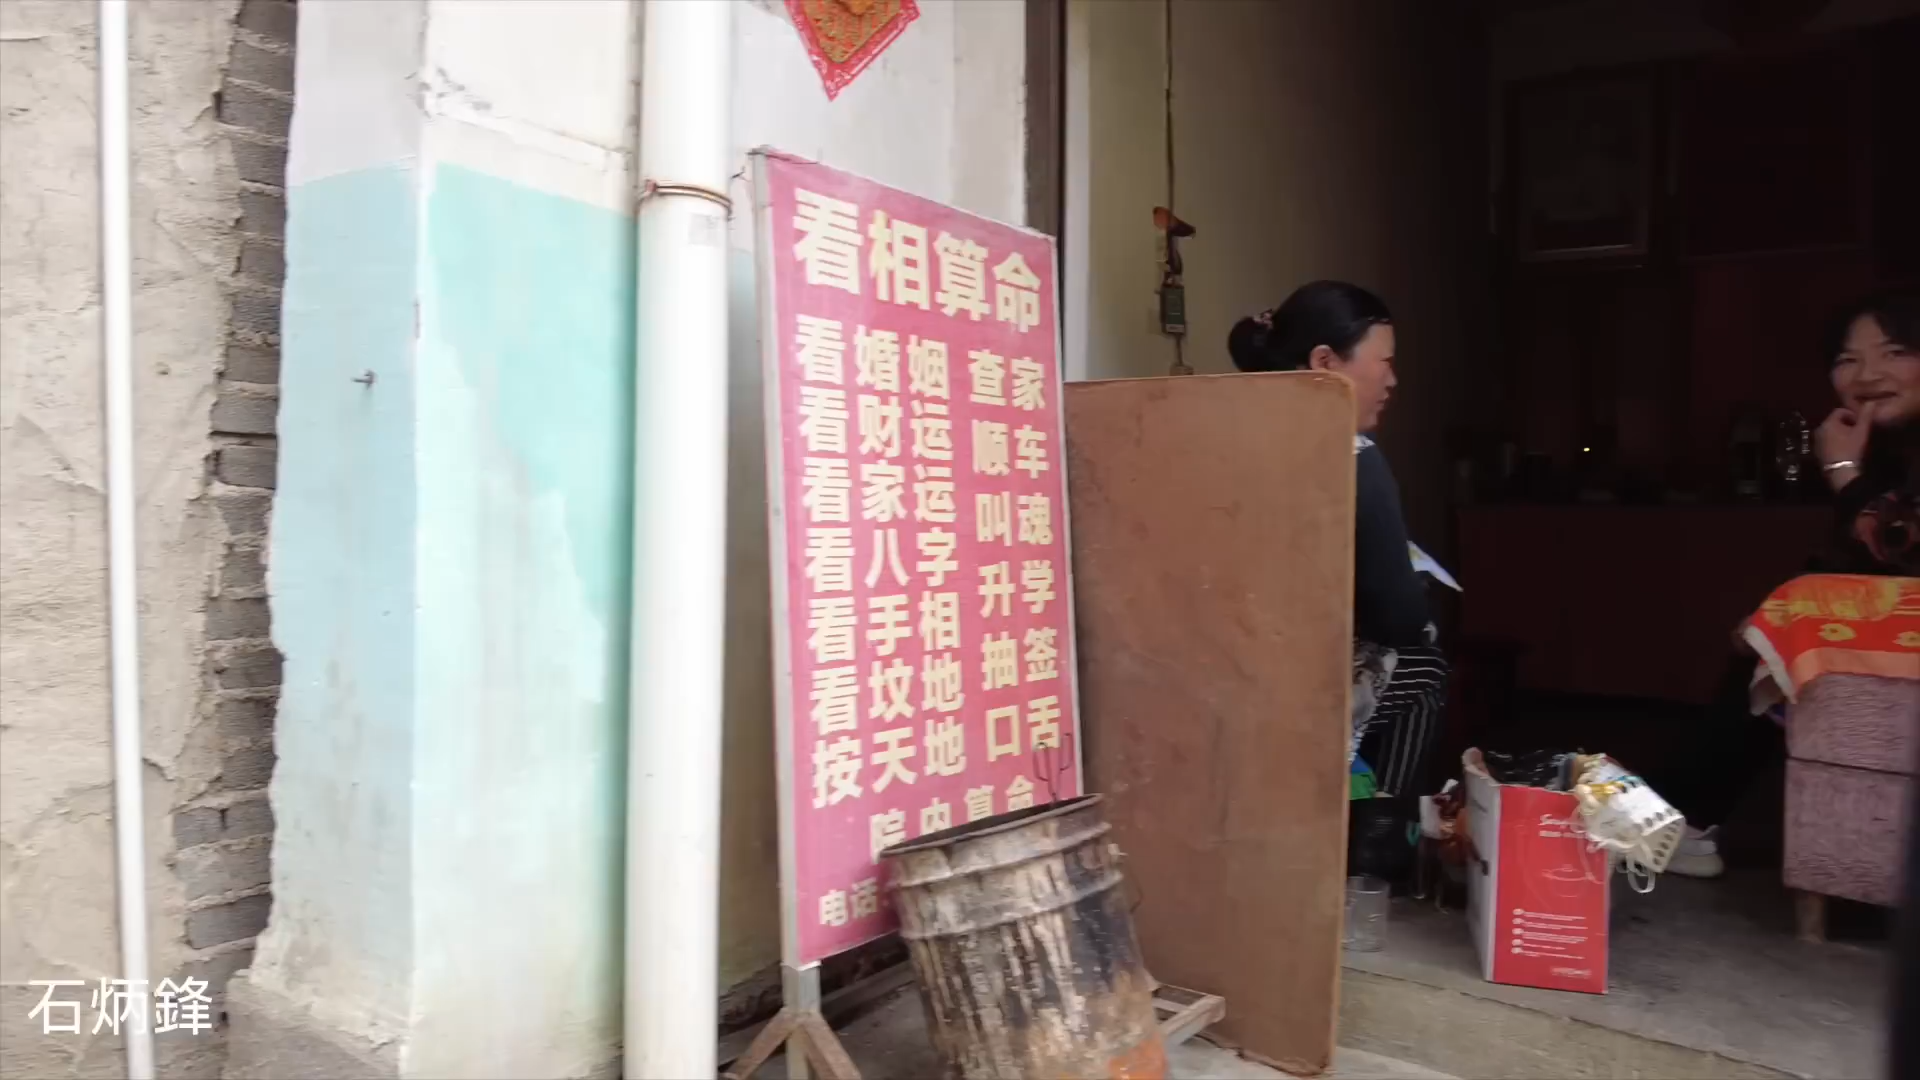 看相算命
看婚姻 查家
看财运 顺车
看家运 叫魂
看八字 升学
看手相 抽签
看坟地 口舌
按天地
院内算命
电话:
石炳鋒